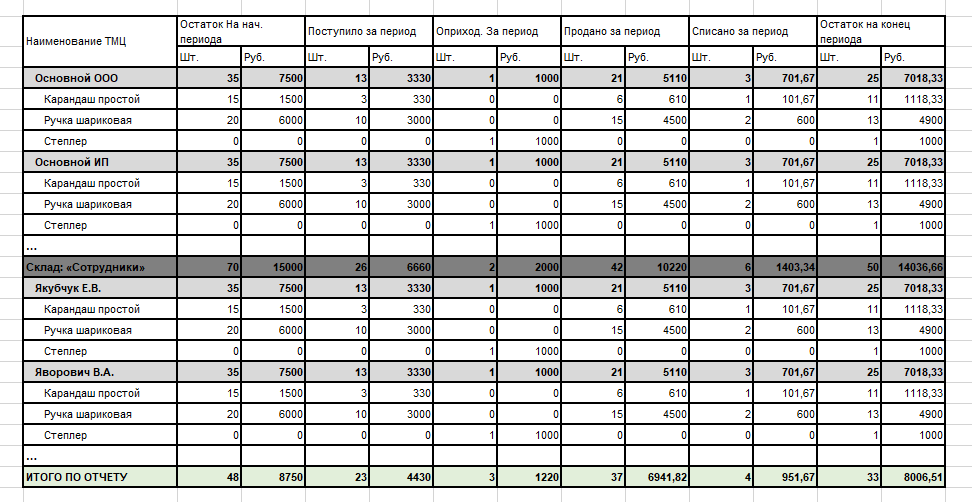 Наименование ТМЦ Остаток На нач. периода Поступило за период Оприход. За период Продано за период Списано за период Остаток на конец периода
Шт. Руб. Шт. Руб. Шт. Руб. Шт. Руб. Шт. Руб. Шт. Руб.
Основной ООО 35 7500 13 3330 1 1000 21 5110 3 701,67 25 7018,33
Карандаш простой 15 1500 3 330 0 0 6 610 1 101,67 11 1118,33
Ручка шариковая 20 6000 10 3000 0 0 15 4500 2 600 13 4900
Степлер 0 0 0 0 1 1000 0 0 0 0 1 1000
Основной ИП 35 7500 13 3330 1 1000 21 5110 3 701,67 25 7018,33
Карандаш простой 15 1500 3 330 0 0 6 610 1 101,67 11 1118,33
Ручка шариковая 20 6000 10 3000 0 0 15 4500 2 600 13 4900
Степлер 0 0 0 0 1 1000 0 0 0 0 1 1000
...
Склад: «Сотрудники» 70 15000 26 6660 2 2000 42 10220 6 1403,34 50 14036,66
Якубчук Е.В. 35 7500 13 3330 1 1000 21 5110 3 701,67 25 7018,33
Карандаш простой 15 1500 3 330 0 0 6 610 1 101,67 11 1118,33
Ручка шариковая 20 6000 10 3000 0 0 15 4500 2 600 13 4900
Степлер 0 0 0 0 1 1000 0 0 0 0 1 1000
Яворович В.А. 35 7500 13 3330 1 1000 21 5110 3 701,67 25 7018,33
Карандаш простой 15 1500 3 330 0 0 6 610 1 101,67 11 1118,33
Ручка шариковая 20 6000 10 3000 0 0 15 4500 2 600 13 4900
Степлер 0 0 0 0 1 1000 0 0 0 0 1 1000
...
ИТОГО ПО ОТЧЕТУ 48 8750 23 4430 3 1220 37 6941,82 4 951,67 33 8006,51